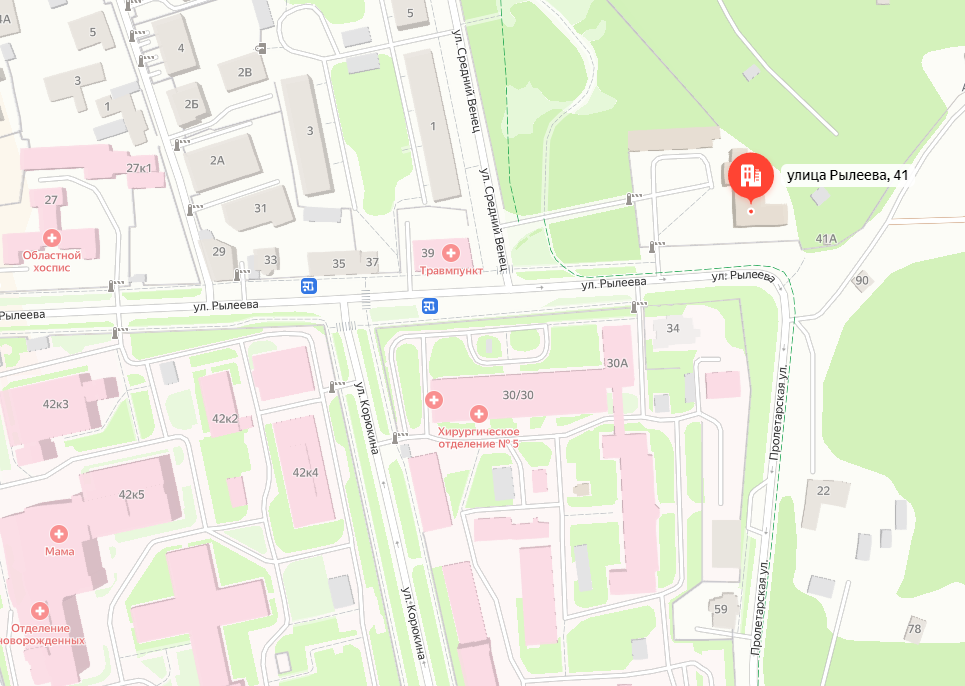 5
4А
5
4
2В
3
3
1
1
2Б
2А
ул. Средний Венец
27к1
27
31
ул. Средний Венец
улица Рылеева, 41
41А
Областной
хоспис
29
33
35
37
39
Травмпункт
ул. Рылеева
ул. Рылеева
ул. Рылеева
Рылеева
90
34
30А
30/30
Хирургическое
отделение № 5
42к3
42к2
ул. Корюкина
42к4
42к5
Пролетарская ул.
22
Мама
Отделение
новорожденных
ул. Корюкина
Пролетарская ул.
59
78